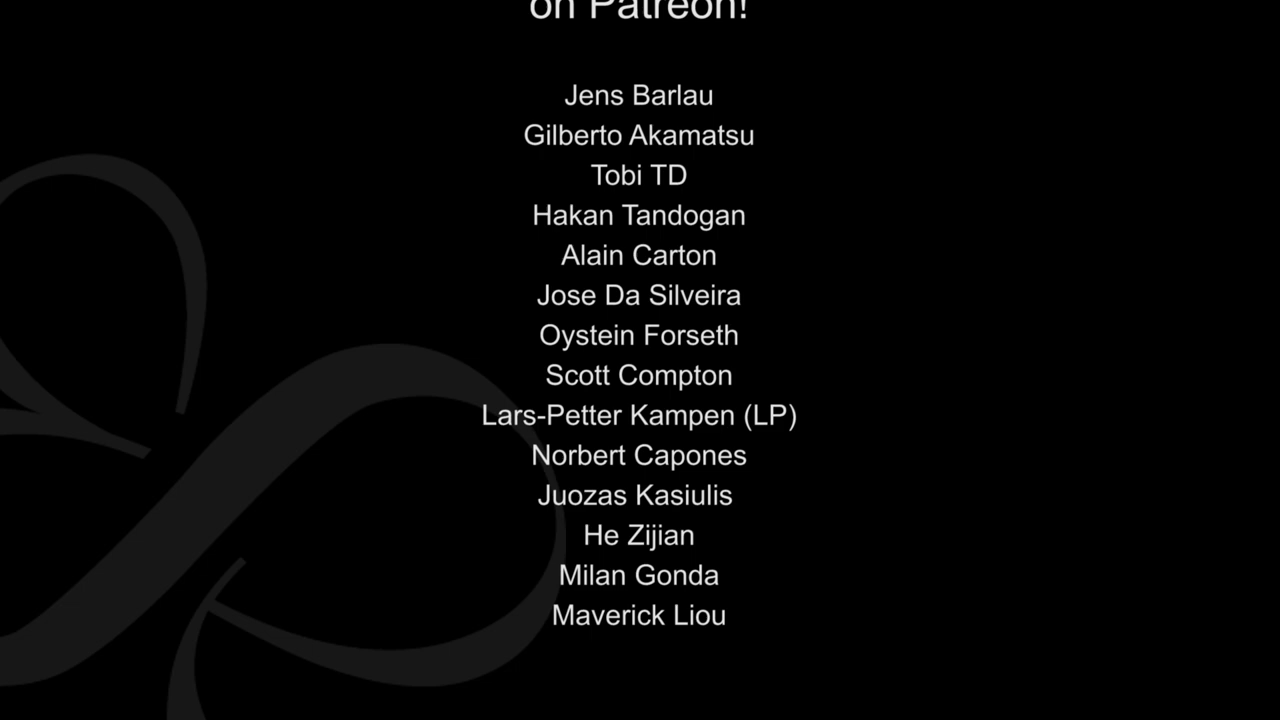 on Patreon!
Jens Barlau
Gilberto Akamatsu
Tobi TD
Hakan Tandogan
Alain Carton
Jose Da Silveira
Oystein Forseth
Scott Compton
Lars-Petter Kampen (LP)
Norbert Capones
Juozas Kasiulis
He Zijian
Milan Gonda
Maverick Liou